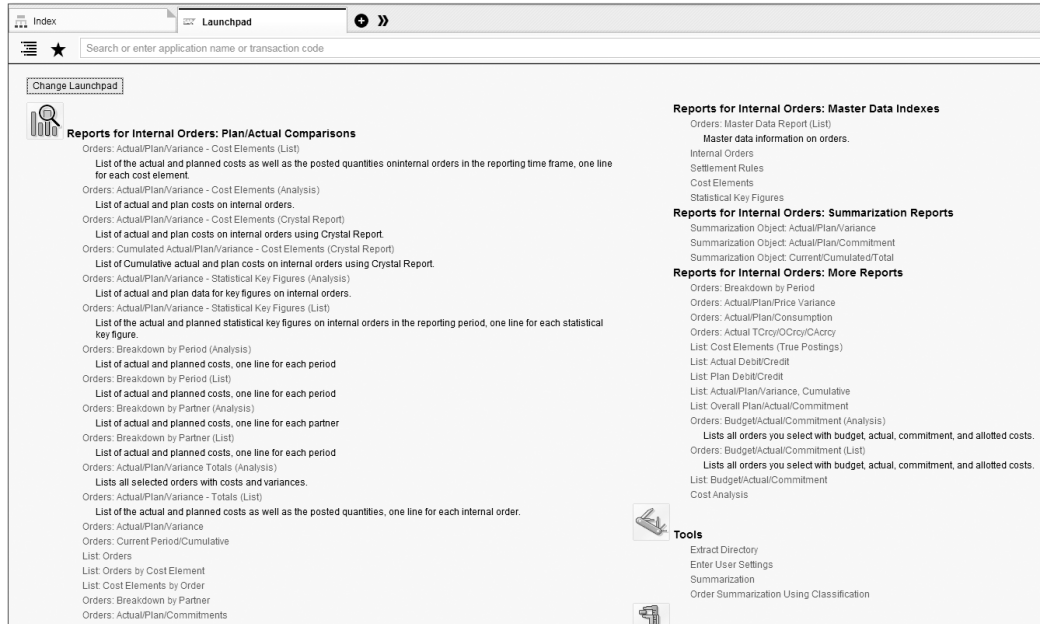 Index
Launchpad
Search or enter application name or transaction code
Change Launchpad
Reports for Internal Orders: Plan/Actual Comparisons
Orders: Actual/Plan/Variance - Cost Elements (List)
List of the actual and planned costs as well as the posted quantities oninternal orders in the reporting time frame, one line
for each cost element.
Orders: Actual/Plan/Variance - Cost Elements (Analysis)
List of actual and plan costs on internal orders.
Orders: Actual/Plan/Variance - Cost Elements (Crystal Report)
List of actual and plan costs on internal orders using Crystal Report.
Orders: Cumulated Actual/Plan/Variance - Cost Elements (Crystal Report)
List of Cumulative actual and plan costs on internal orders using Crystal Report.
Orders: Actual/Plan/Variance - Statistical Key Figures (Analysis)
List of actual and plan data for key figures on internal orders.
Orders: Actual/Plan/Variance - Statistical Key Figures (List)
List of the actual and planned statistical key figures on internal orders in the reporting period, one line for each statistical
key figure.
Orders: Breakdown by Period (Analysis)
List of actual and planned costs, one line for each period
Orders: Breakdown by Period (List)
List of actual and planned costs, one line for each period
Orders: Breakdown by Partner (Analysis)
List of actual and planned costs, one line for each partner
Orders: Breakdown by Partner (List)
List of actual and planned costs, one line for each period
Orders: Actual/Plan/Variance Totals (Analysis)
Lists all selected orders with costs and variances.
Orders: Actual/Plan/Variance - Totals (List)
List of the actual and planned costs as well as the posted quantities, one line for each internal order.
Orders: Actual/Plan/Variance
Orders: Current Period/Cumulative
List: Orders
List: Orders by Cost Element
List: Cost Elements by Order
Orders: Breakdown by Partner
Orders: Actual/Plan/Commitments
Reports for Internal Orders: Master Data Indexes
Orders: Master Data Report (List)
Master data information on orders.
Internal Orders
Settlement Rules
Cost Elements
Statistical Key Figures
Reports for Internal Orders: Summarization Reports
Summarization Object: Actual/Plan/Variance
Summarization Object: Actual/Plan/Commitment
Summarization Object: Current/Cumulated/Total
Reports for Internal Orders: More Reports
Orders: Breakdown by Period
Orders: Actual/Plan/Price Variance
Orders: Actual/Plan/Consumption
Orders: Actual TCrcy/OCrcy/CAcrcy
List: Cost Elements (True Postings)
List: Actual Debit/Credit
List: Plan Debit/Credit
List: Actual/Plan/Variance, Cumulative
List: Overall Plan/Actual/Commitment
Orders: Budget/Actual/Commitment (Analysis)
Lists all orders you select with budget, actual, commitment, and allotted costs.
Orders: Budget/Actual/Commitment (List)
Lists all orders you select with budget, actual, commitment, and allotted costs.
List: Budget/Actual/Commitment
Cost Analysis
Tools
Extract Directory
Enter User Settings
Summarization
Order Summarization Using Classification